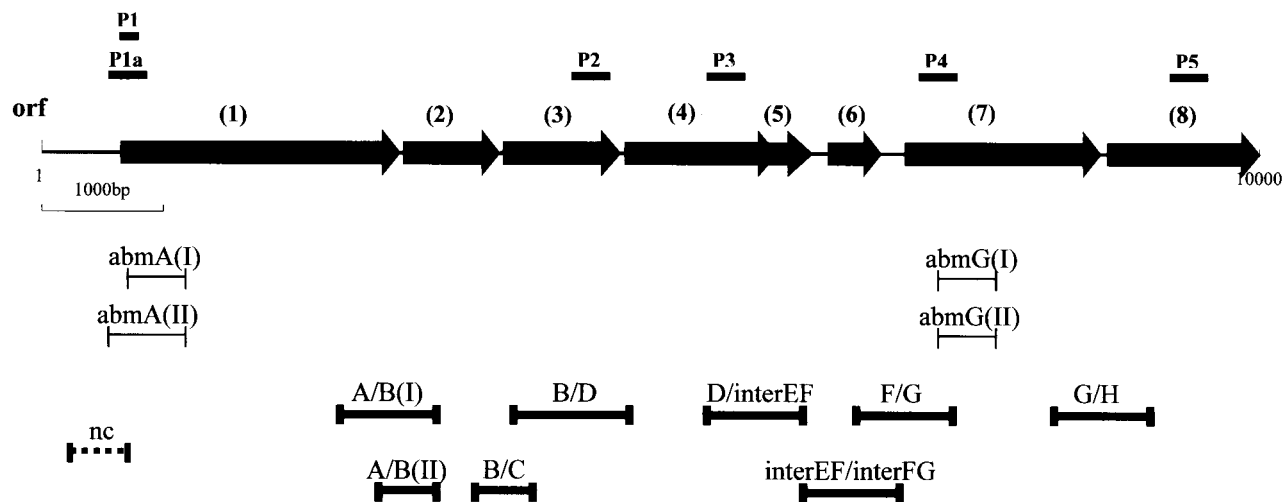 P1
P1a P2 P3 P4 P5
orf (1) (2) (3) (4) (5) (6) (7) (8)
1 10000
1000bp
abmA(I) abmG(I)
abmA(II) abmG(II)
A/B(I) B/D D/interEF F/G G/H
nc
A/B(II) B/C interEF/interFG